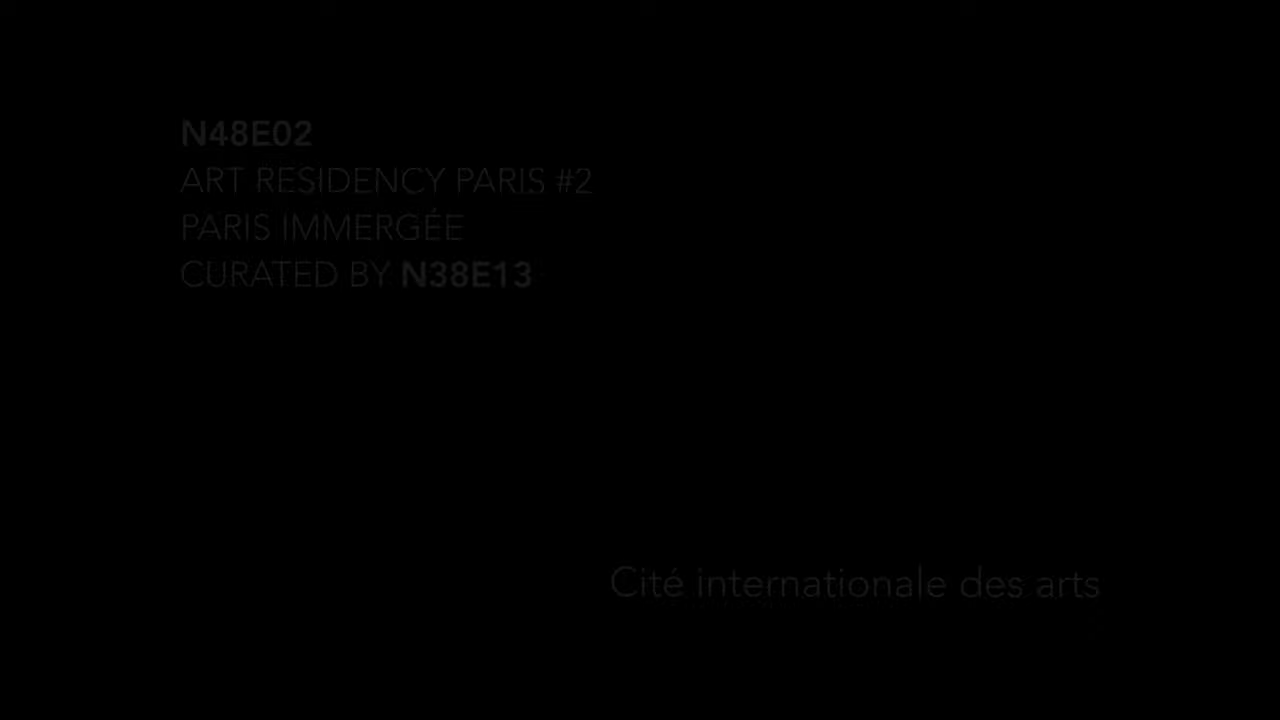 N48E02
ART RESIDENCY PARIS #2
PARIS IMMERGÉE
CURATED BY N38E13
Cité internationale des arts